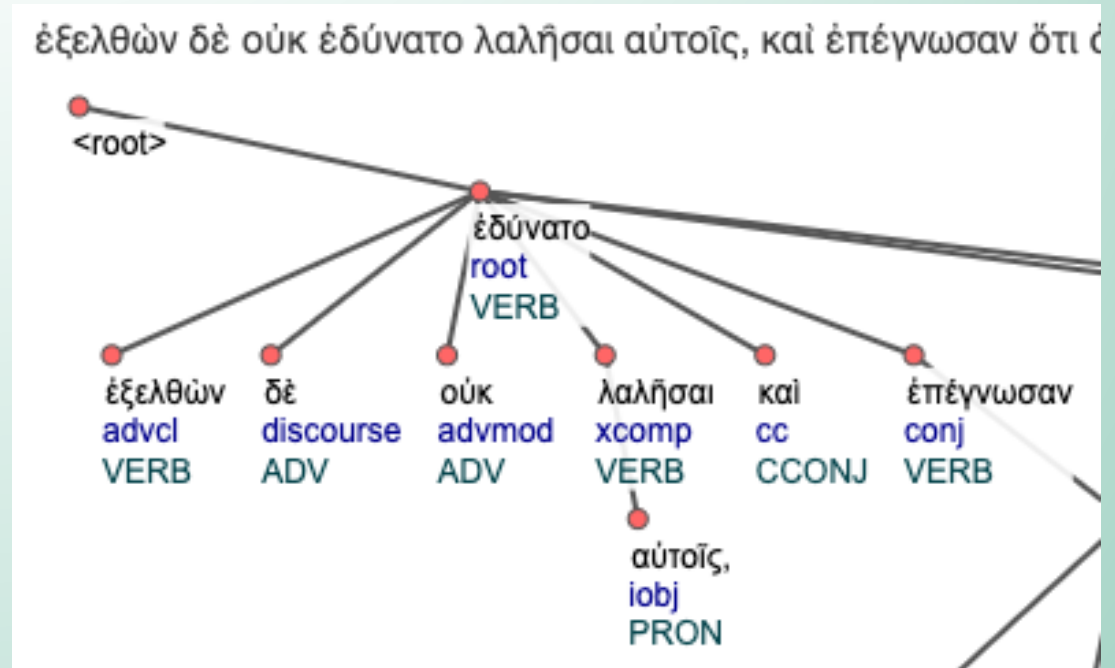 ἐξελθὼν δὲ οὐκ ἐδύνατο λαλῆσαι αὐτοῖς, καὶ ἐπέγνωσαν ὅτι
<root>
ἐδύνατο
root
VERB
ἐξελθὼν δὲ οὐκ λαλῆσαι καὶ ἐπέγνωσαν
advcl discourse advmod xcomp cc conj
VERB ADV ADV VERB CCONJ VERB
αὐτοῖς,
iobj
PRON